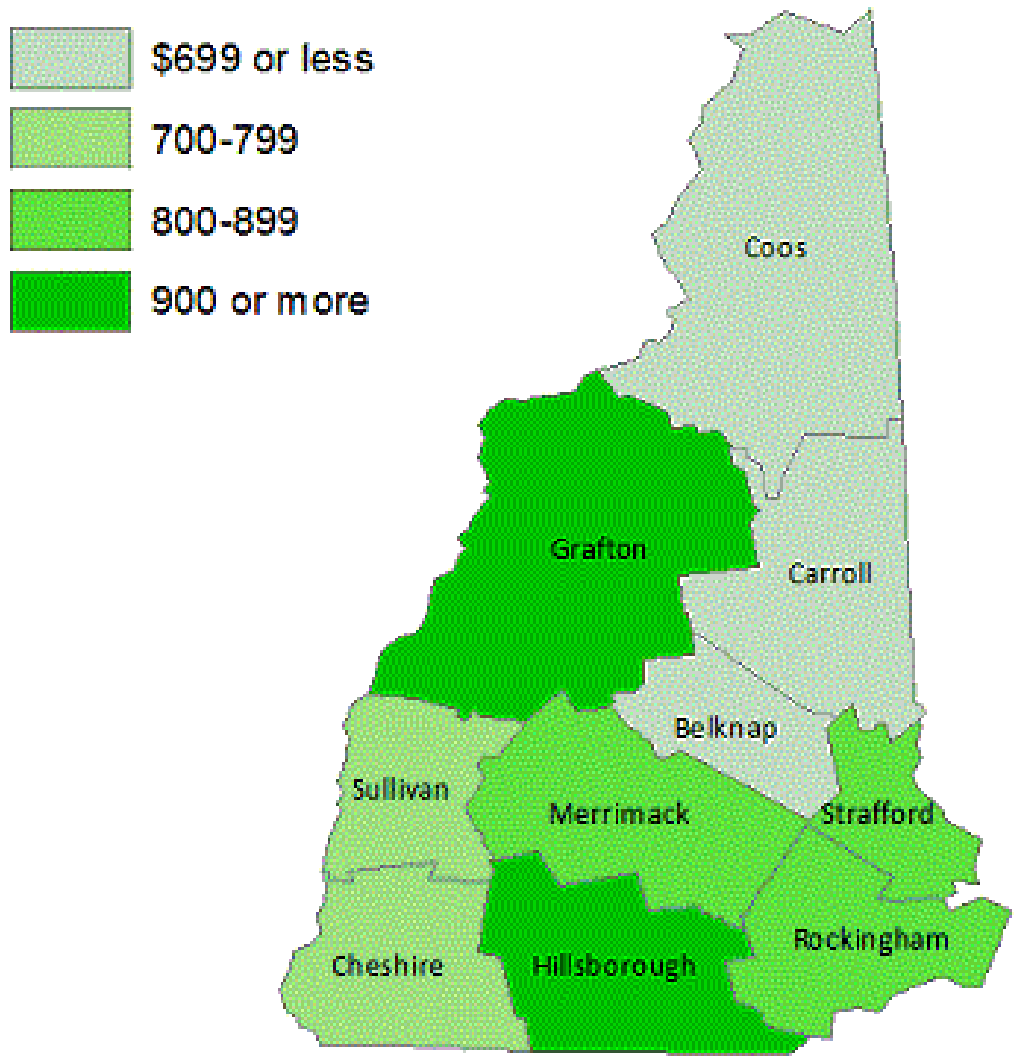 $699 or less
700-799
800-899
900 or more
Coos
Grafton
Carroll
Belknap
Sullivan
Merrimack
Strafford
Rockingham
Cheshire
Hillsborough